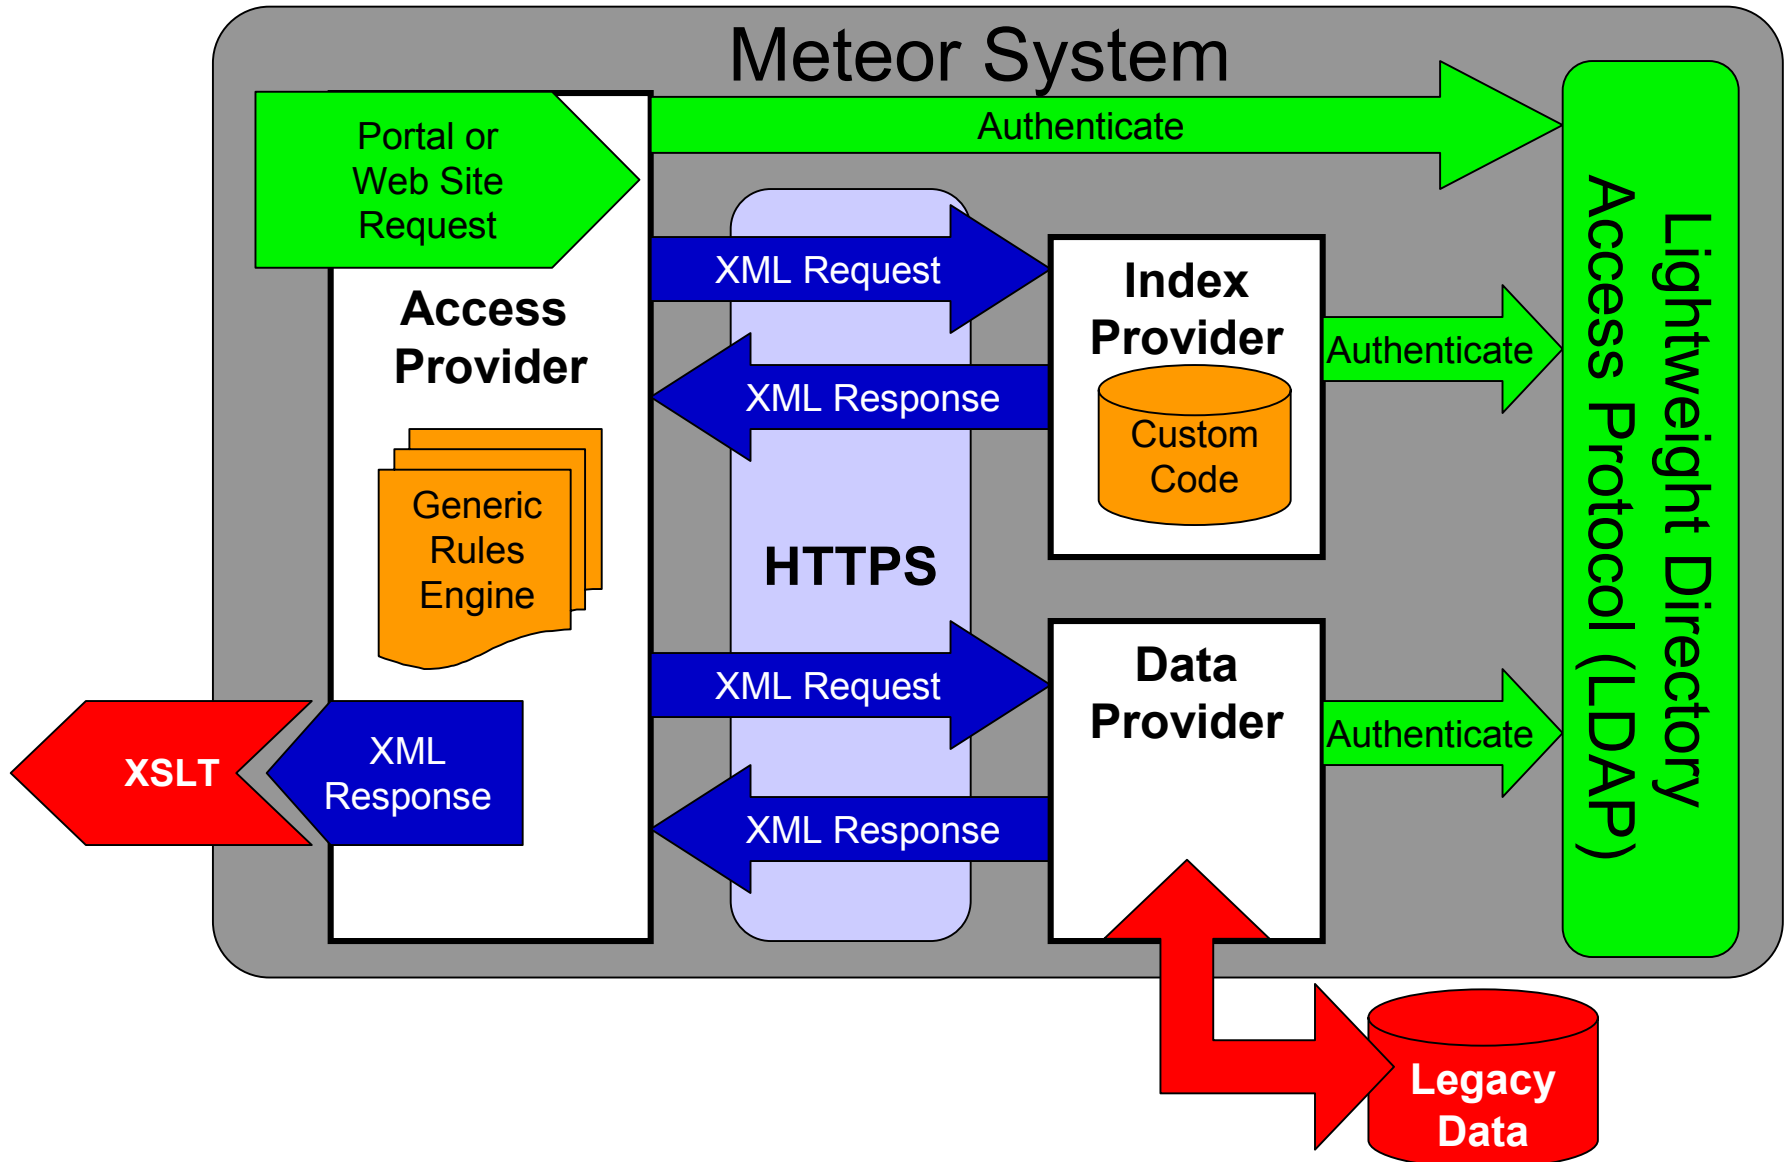 Meteor System
Portal or
Web Site
Request
Authenticate
Access
Provider
XML Request
Index
Provider
Authenticate
XML Response
Custom
Code
Generic
Rules
Engine
HTTPS
XML Request
Data
Provider
Authenticate
XSLT
XML
Response
XML Response
Lightweight Directory
Access Protocol (LDAP)
Legacy
Data